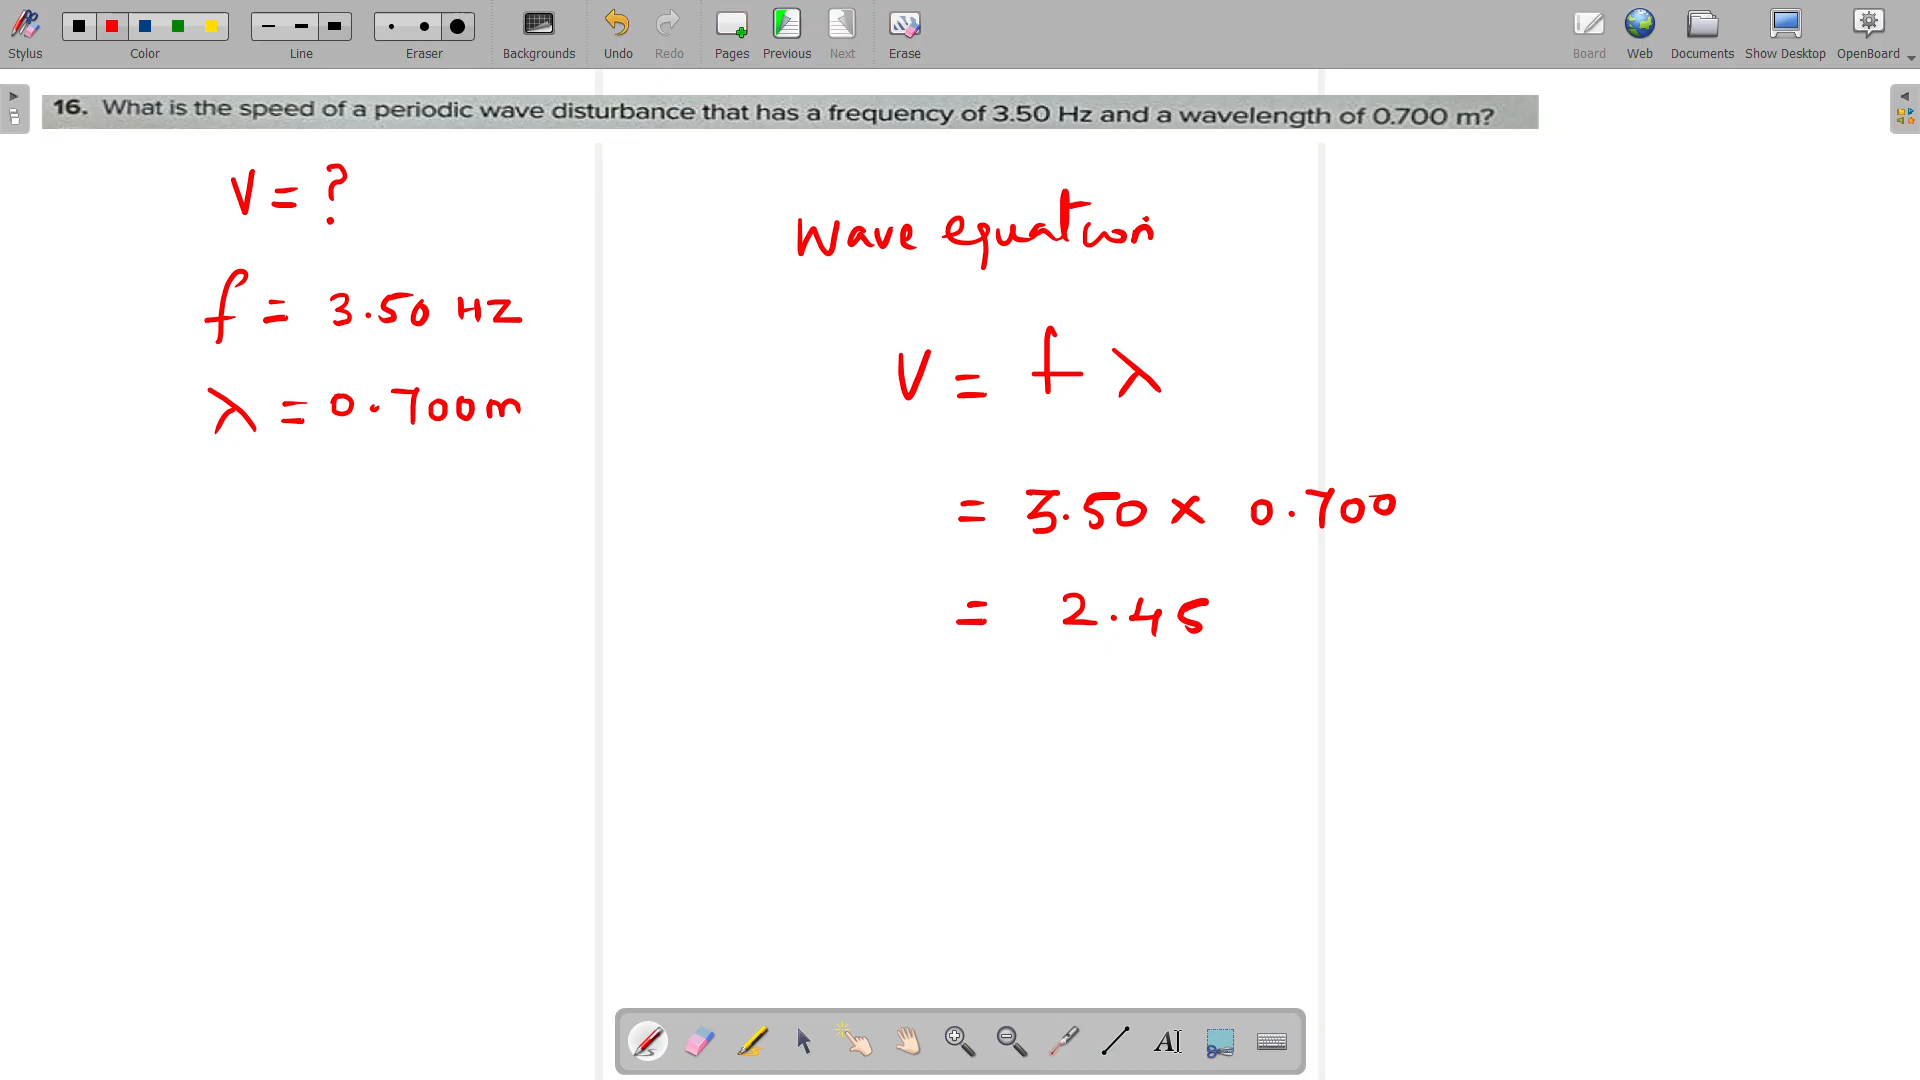 Stylus Color Line Eraser Backgrounds Undo Redo Pages Previous Next Erase Board Web Documents Show Desktop OpenBoard
16. What is the speed of a periodic wave disturbance that has a frequency of 3.50 Hz and a wavelength of 0.700 m?
V = ?
f = 3.50 HZ
λ = 0.700m
Wave equation
V = f λ
= 3.50 x 0.700
= 2.45